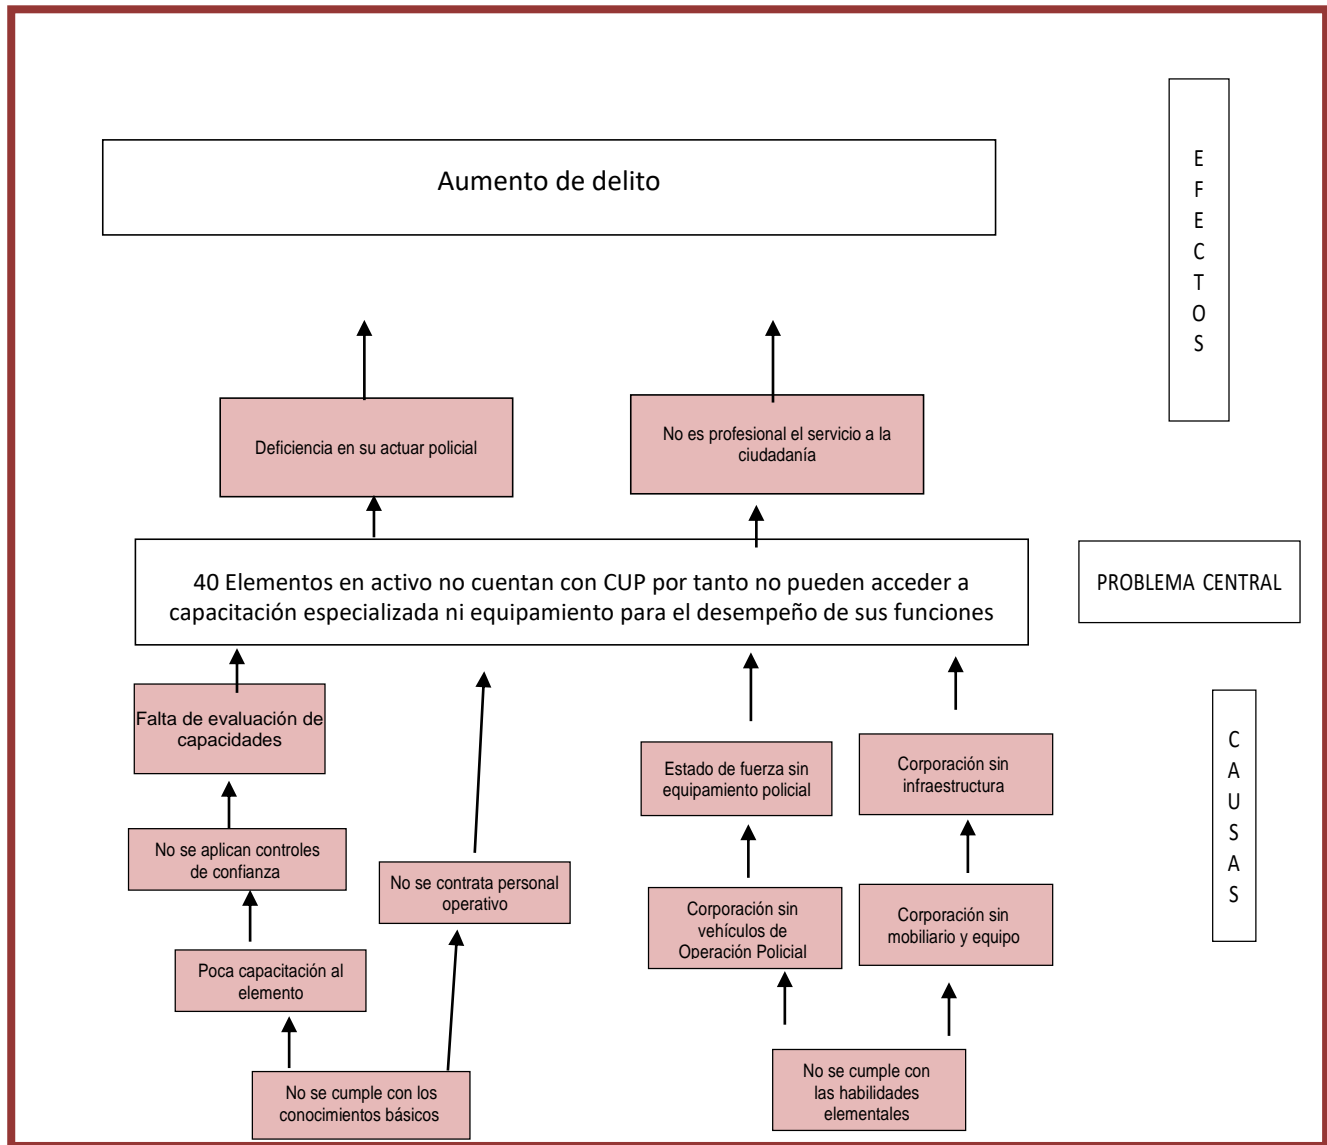 Aumento de delito
E
F
E
C
T
O
S
Deficiencia en su actuar policial
No es profesional el servicio a la
ciudadanía
40 Elementos en activo no cuentan con CUP por tanto no pueden acceder a
capacitación especializada ni equipamiento para el desempeño de sus funciones
PROBLEMA CENTRAL
Falta de evaluación de
capacidades
Estado de fuerza sin
equipamiento policial
Corporación sin
infraestructura
C
A
U
S
A
S
No se aplican controles
de confianza
No se contrata personal
operativo
Corporación sin
vehículos de
Operación Policial
Corporación sin
mobiliario y equipo
Poca capacitación al
elemento
No se cumple con los
conocimientos básicos
No se cumple con
las habilidades
elementales